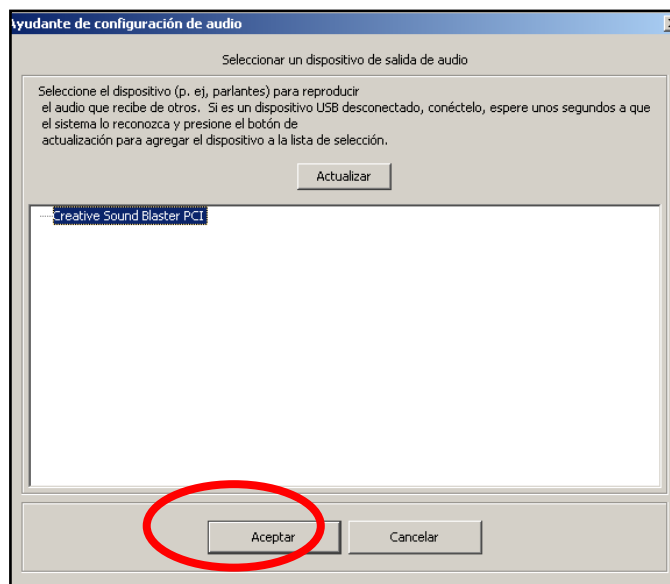 Ayudante de configuración de audio
Seleccionar un dispositivo de salida de audio
Seleccione el dispositivo (p. ej, parlantes) para reproducir
el audio que recibe de otros. Si es un dispositivo USB desconectado, conéctelo, espere unos segundos a que
el sistema lo reconozca y presione el botón de
actualización para agregar el dispositivo a la lista de selección.
Actualizar
Creative Sound Blaster PCI
Aceptar
Cancelar